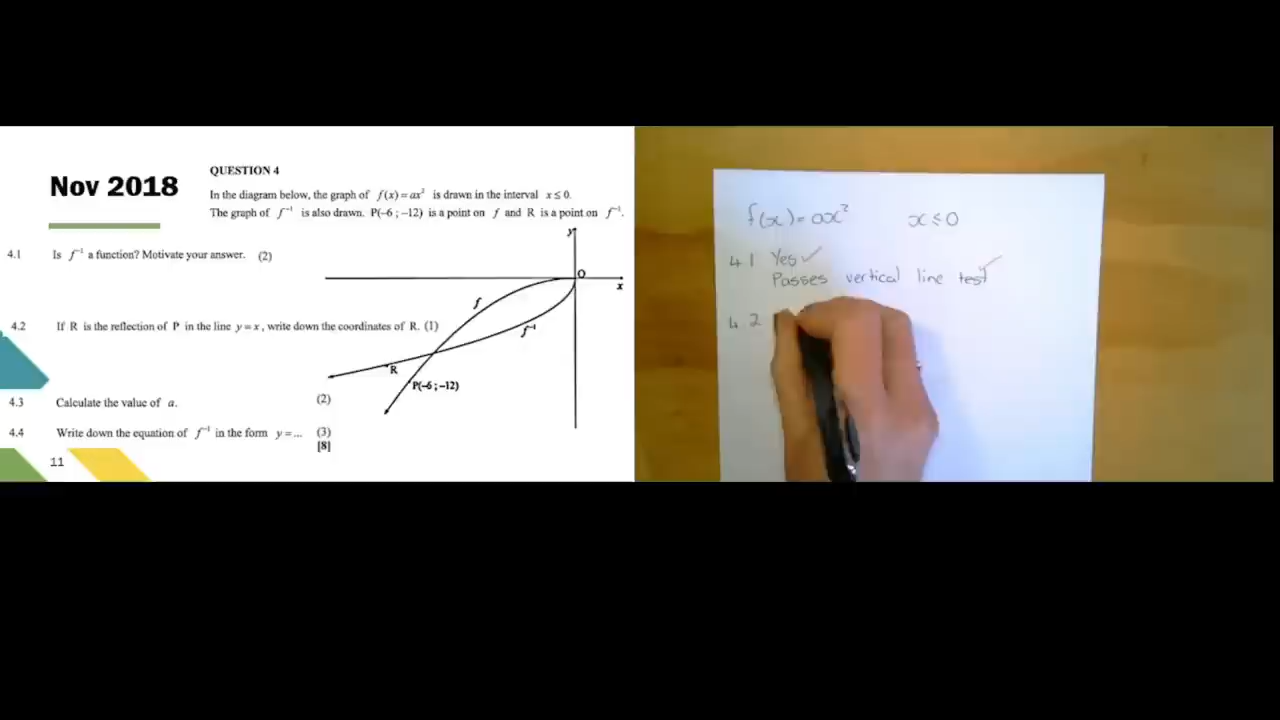 Nov 2018
QUESTION 4
In the diagram below, the graph of f(x) = ax² is drawn in the interval x ≤ 0.
The graph of f⁻¹ is also drawn. P(–6 ; –12) is a point on f and R is a point on f⁻¹.
4.1 Is f⁻¹ a function? Motivate your answer. (2)
4.2 If R is the reflection of P in the line y = x, write down the coordinates of R. (1)
4.3 Calculate the value of a. (2)
4.4 Write down the equation of f⁻¹ in the form y = ... (3)
[8]
11
y
O
x
f
f⁻¹
R
P(–6 ; –12)
f(x) = ax² x ≤ 0
4.1 Yes ✓
Passes vertical line test ✓
4.2